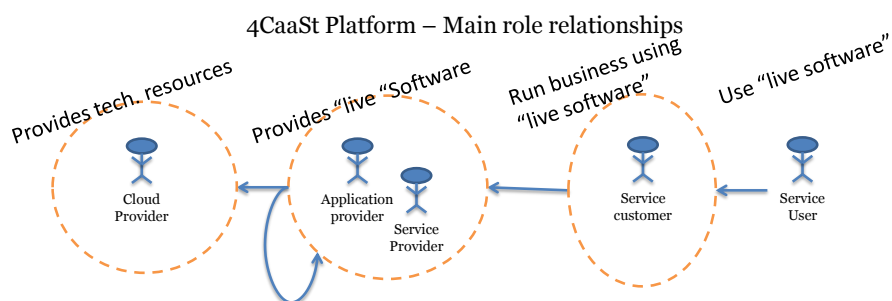 4CaaSt Platform – Main role relationships
Provides tech. resources
Provides “live “Software
Run business using
“live software”
Use “live software”
Cloud
Provider
Application
provider
Service
Provider
Service
customer
Service
User